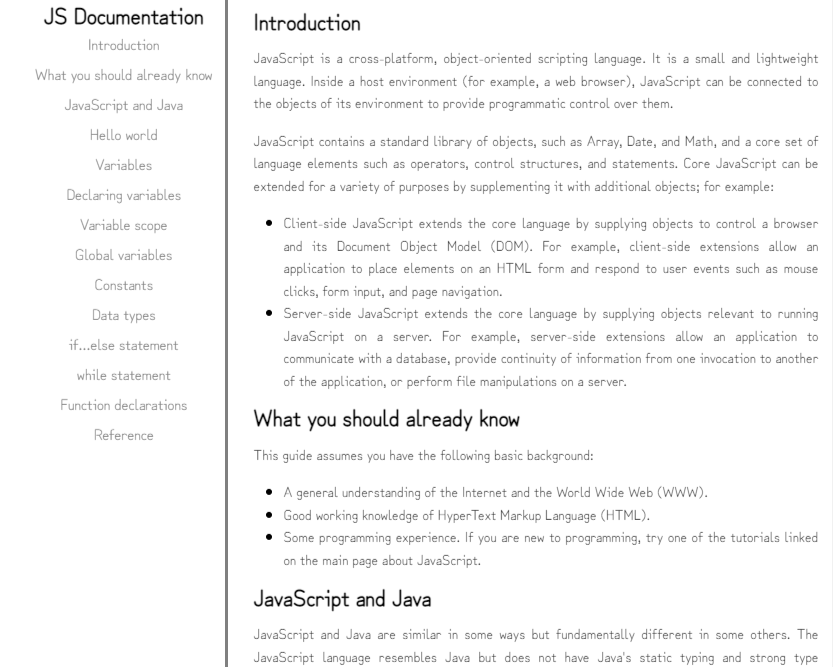 JS Documentation
Introduction
What you should already know
JavaScript and Java
Hello world
Variables
Declaring variables
Variable scope
Global variables
Constants
Data types
if...else statement
while statement
Function declarations
Reference
Introduction
JavaScript is a cross-platform, object-oriented scripting language. It is a small and lightweight
language. Inside a host environment (for example, a web browser), JavaScript can be connected to
the objects of its environment to provide programmatic control over them.
JavaScript contains a standard library of objects, such as Array, Date, and Math, and a core set of
language elements such as operators, control structures, and statements. Core JavaScript can be
extended for a variety of purposes by supplementing it with additional objects; for example:
Client-side JavaScript extends the core language by supplying objects to control a browser
and its Document Object Model (DOM). For example, client-side extensions allow an
application to place elements on an HTML form and respond to user events such as mouse
clicks, form input, and page navigation.
Server-side JavaScript extends the core language by supplying objects relevant to running
JavaScript on a server. For example, server-side extensions allow an application to
communicate with a database, provide continuity of information from one invocation to another
of the application, or perform file manipulations on a server.
What you should already know
This guide assumes you have the following basic background:
A general understanding of the Internet and the World Wide Web (WWW).
Good working knowledge of HyperText Markup Language (HTML).
Some programming experience. If you are new to programming, try one of the tutorials linked
on the main page about JavaScript.
JavaScript and Java
JavaScript and Java are similar in some ways but fundamentally different in some others. The
JavaScript language resembles Java but does not have Java's static typing and strong type